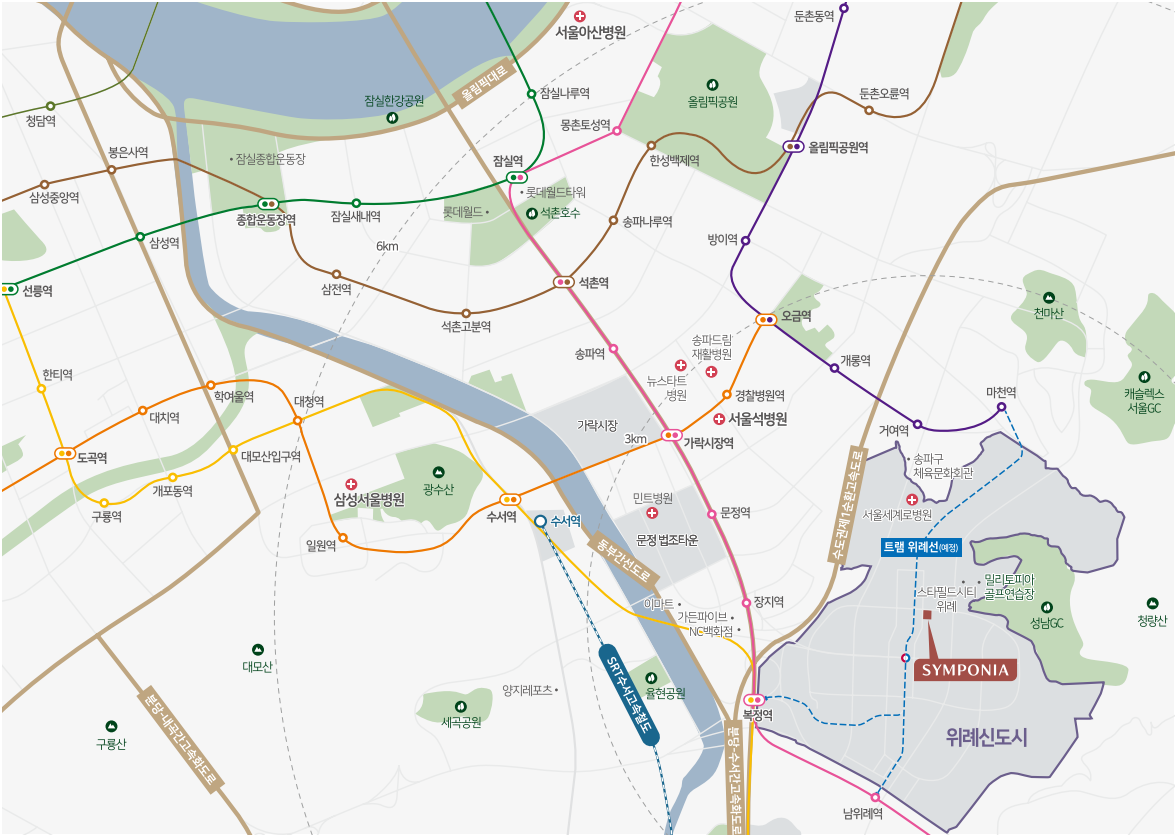 서울아산병원
둔촌동역
올림픽대로
잠실나루역
잠실한강공원
올림픽공원
둔촌오륜역
청담역
몽촌토성역
봉은사역
잠실종합운동장
잠실역
한성백제역
올림픽공원역
삼성중앙역
롯데월드타워
종합운동장역
잠실새내역
롯데월드
석촌호수
송파나루역
삼성역
6km
방이역
선릉역
삼전역
석촌역
석촌고분역
오금역
천마산
송파역
송파드림
재활병원
한티역
뉴스타트
병원
개롱역
학여울역
대청역
경찰병원역
마천역
캐슬렉스
서울GC
대치역
가락시장
서울석병원
거여역
3km
가락시장역
도곡역
대모산입구역
송파구
체육문화회관
수도권제1순환고속도로
개포동역
광수산
삼성서울병원
민트병원
구룡역
수서역
수서역
문정역
서울세계로병원
일원역
문정 법조타운
동부간선도로
트램 위례선(예정)
밀리토피아
골프연습장
스타필드시티
위례
이마트
장지역
가든파이브
NC백화점
성남GC
청량산
대모산
SRT수서고속철도
SYMPONIA
율현공원
양지레포츠
복정역
세곡공원
분당-내곡간고속화도로
구룡산
분당-수서간고속화도로
위례신도시
남위례역